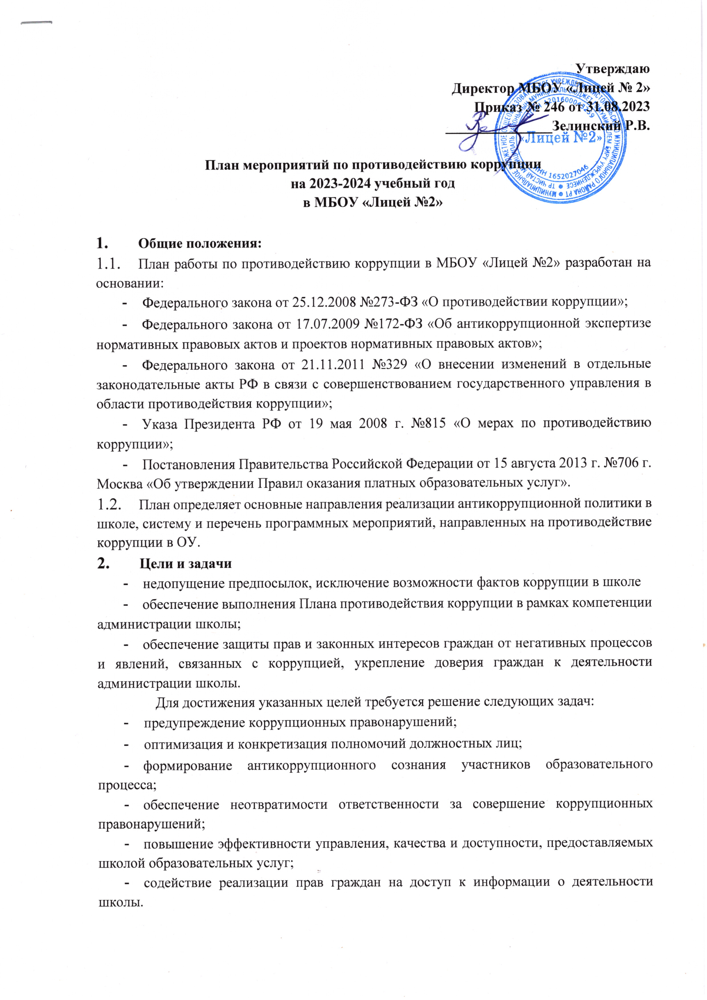 Утверждаю
Директор МБОУ «Лицей № 2»
Приказ № 246 от 31.08.2023
Зелинский Р.В.
«Лицей №2»
ИНН 1652027046
План мероприятий по противодействию коррупции
на 2023-2024 учебный год
в МБОУ «Лицей №2»
1. Общие положения:
1.1. План работы по противодействию коррупции в МБОУ «Лицей №2» разработан на
основании:
- Федерального закона от 25.12.2008 №273-ФЗ «О противодействии коррупции»;
- Федерального закона от 17.07.2009 №172-ФЗ «Об антикоррупционной экспертизе
нормативных правовых актов и проектов нормативных правовых актов»;
- Федерального закона от 21.11.2011 №329 «О внесении изменений в отдельные
законодательные акты РФ в связи с совершенствованием государственного управления в
области противодействия коррупции»;
- Указа Президента РФ от 19 мая 2008 г. №815 «О мерах по противодействию
коррупции»;
- Постановления Правительства Российской Федерации от 15 августа 2013 г. №706 г.
Москва «Об утверждении Правил оказания платных образовательных услуг».
1.2. План определяет основные направления реализации антикоррупционной политики в
школе, систему и перечень программных мероприятий, направленных на противодействие
коррупции в ОУ.
2. Цели и задачи
- недопущение предпосылок, исключение возможности фактов коррупции в школе
- обеспечение выполнения Плана противодействия коррупции в рамках компетенции
администрации школы;
- обеспечение защиты прав и законных интересов граждан от негативных процессов
и явлений, связанных с коррупцией, укрепление доверия граждан к деятельности
администрации школы.
Для достижения указанных целей требуется решение следующих задач:
- предупреждение коррупционных правонарушений;
- оптимизация и конкретизация полномочий должностных лиц;
- формирование антикоррупционного сознания участников образовательного
процесса;
- обеспечение неотвратимости ответственности за совершение коррупционных
правонарушений;
- повышение эффективности управления, качества и доступности, предоставляемых
школой образовательных услуг;
- содействие реализации прав граждан на доступ к информации о деятельности
школы.